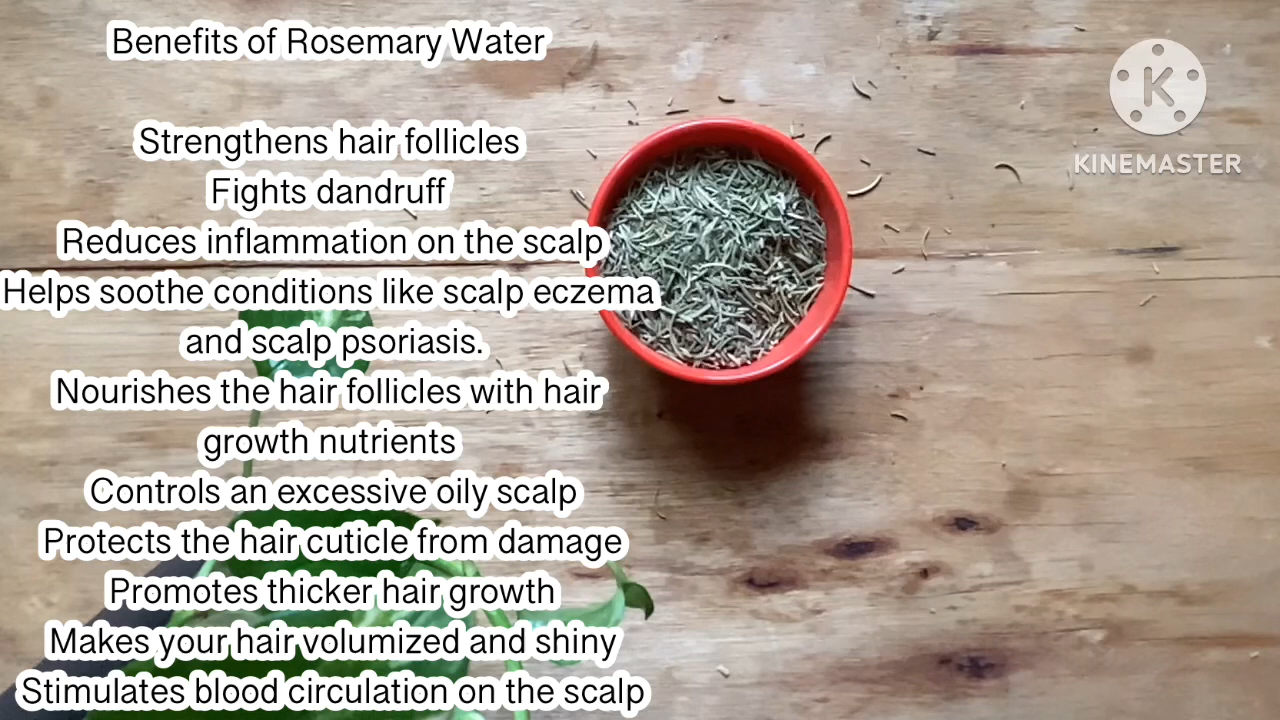 Benefits of Rosemary Water
Strengthens hair follicles
Fights dandruff
Reduces inflammation on the scalp
Helps soothe conditions like scalp eczema
and scalp psoriasis.
Nourishes the hair follicles with hair
growth nutrients
Controls an excessive oily scalp
Protects the hair cuticle from damage
Promotes thicker hair growth
Makes your hair volumized and shiny
Stimulates blood circulation on the scalp
K
KINEMASTER